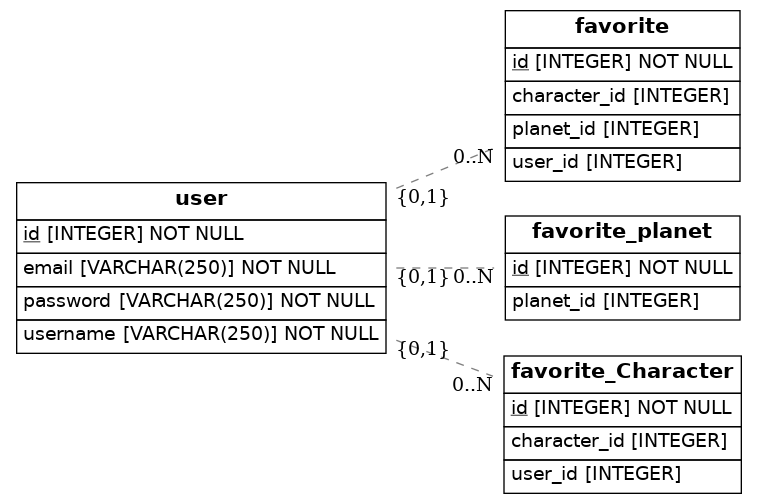 favorite
id [INTEGER] NOT NULL
character_id [INTEGER]
planet_id [INTEGER]
user_id [INTEGER]
0..N
{0,1}
user
id [INTEGER] NOT NULL
email [VARCHAR(250)] NOT NULL
password [VARCHAR(250)] NOT NULL
username [VARCHAR(250)] NOT NULL
favorite_planet
id [INTEGER] NOT NULL
planet_id [INTEGER]
{0,1}
0..N
{0,1}
0..N
favorite_Character
id [INTEGER] NOT NULL
character_id [INTEGER]
user_id [INTEGER]